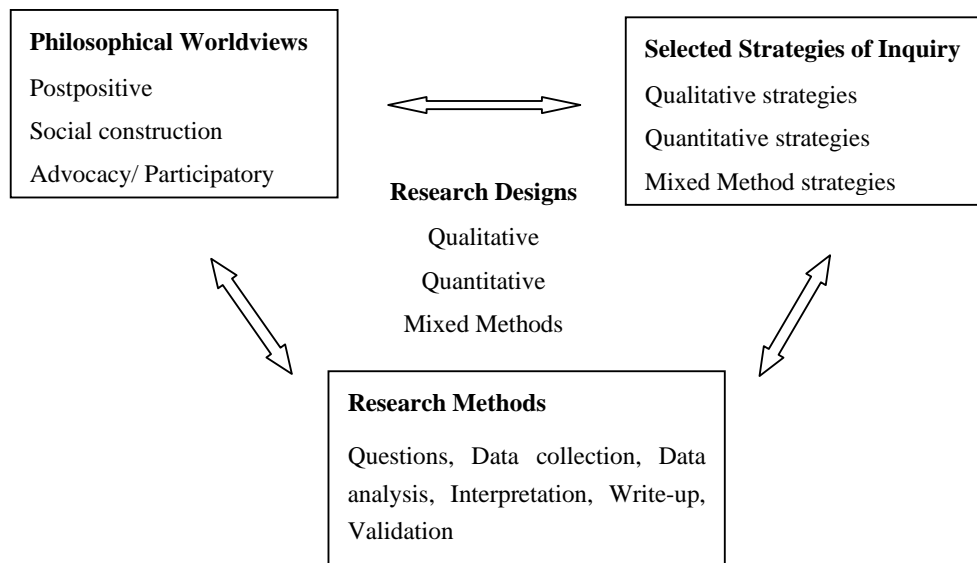 Philosophical Worldviews
Postpositive
Social construction
Advocacy/ Participatory
Selected Strategies of Inquiry
Qualitative strategies
Quantitative strategies
Mixed Method strategies
Research Designs
Qualitative
Quantitative
Mixed Methods
Research Methods
Questions, Data collection, Data
analysis, Interpretation, Write-up,
Validation